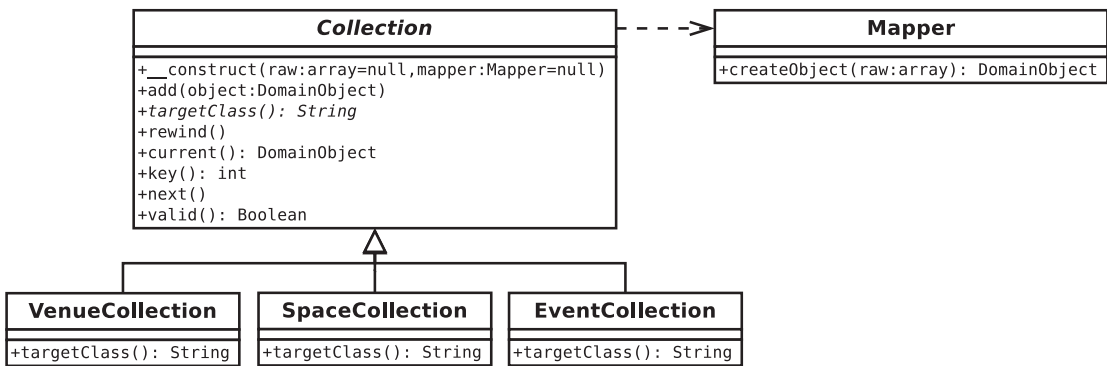 Collection
+__construct(raw:array=null,mapper:Mapper=null)
+add(object:DomainObject)
+targetClass(): String
+rewind()
+current(): DomainObject
+key(): int
+next()
+valid(): Boolean
Mapper
+createObject(raw:array): DomainObject
VenueCollection
+targetClass(): String
SpaceCollection
+targetClass(): String
EventCollection
+targetClass(): String